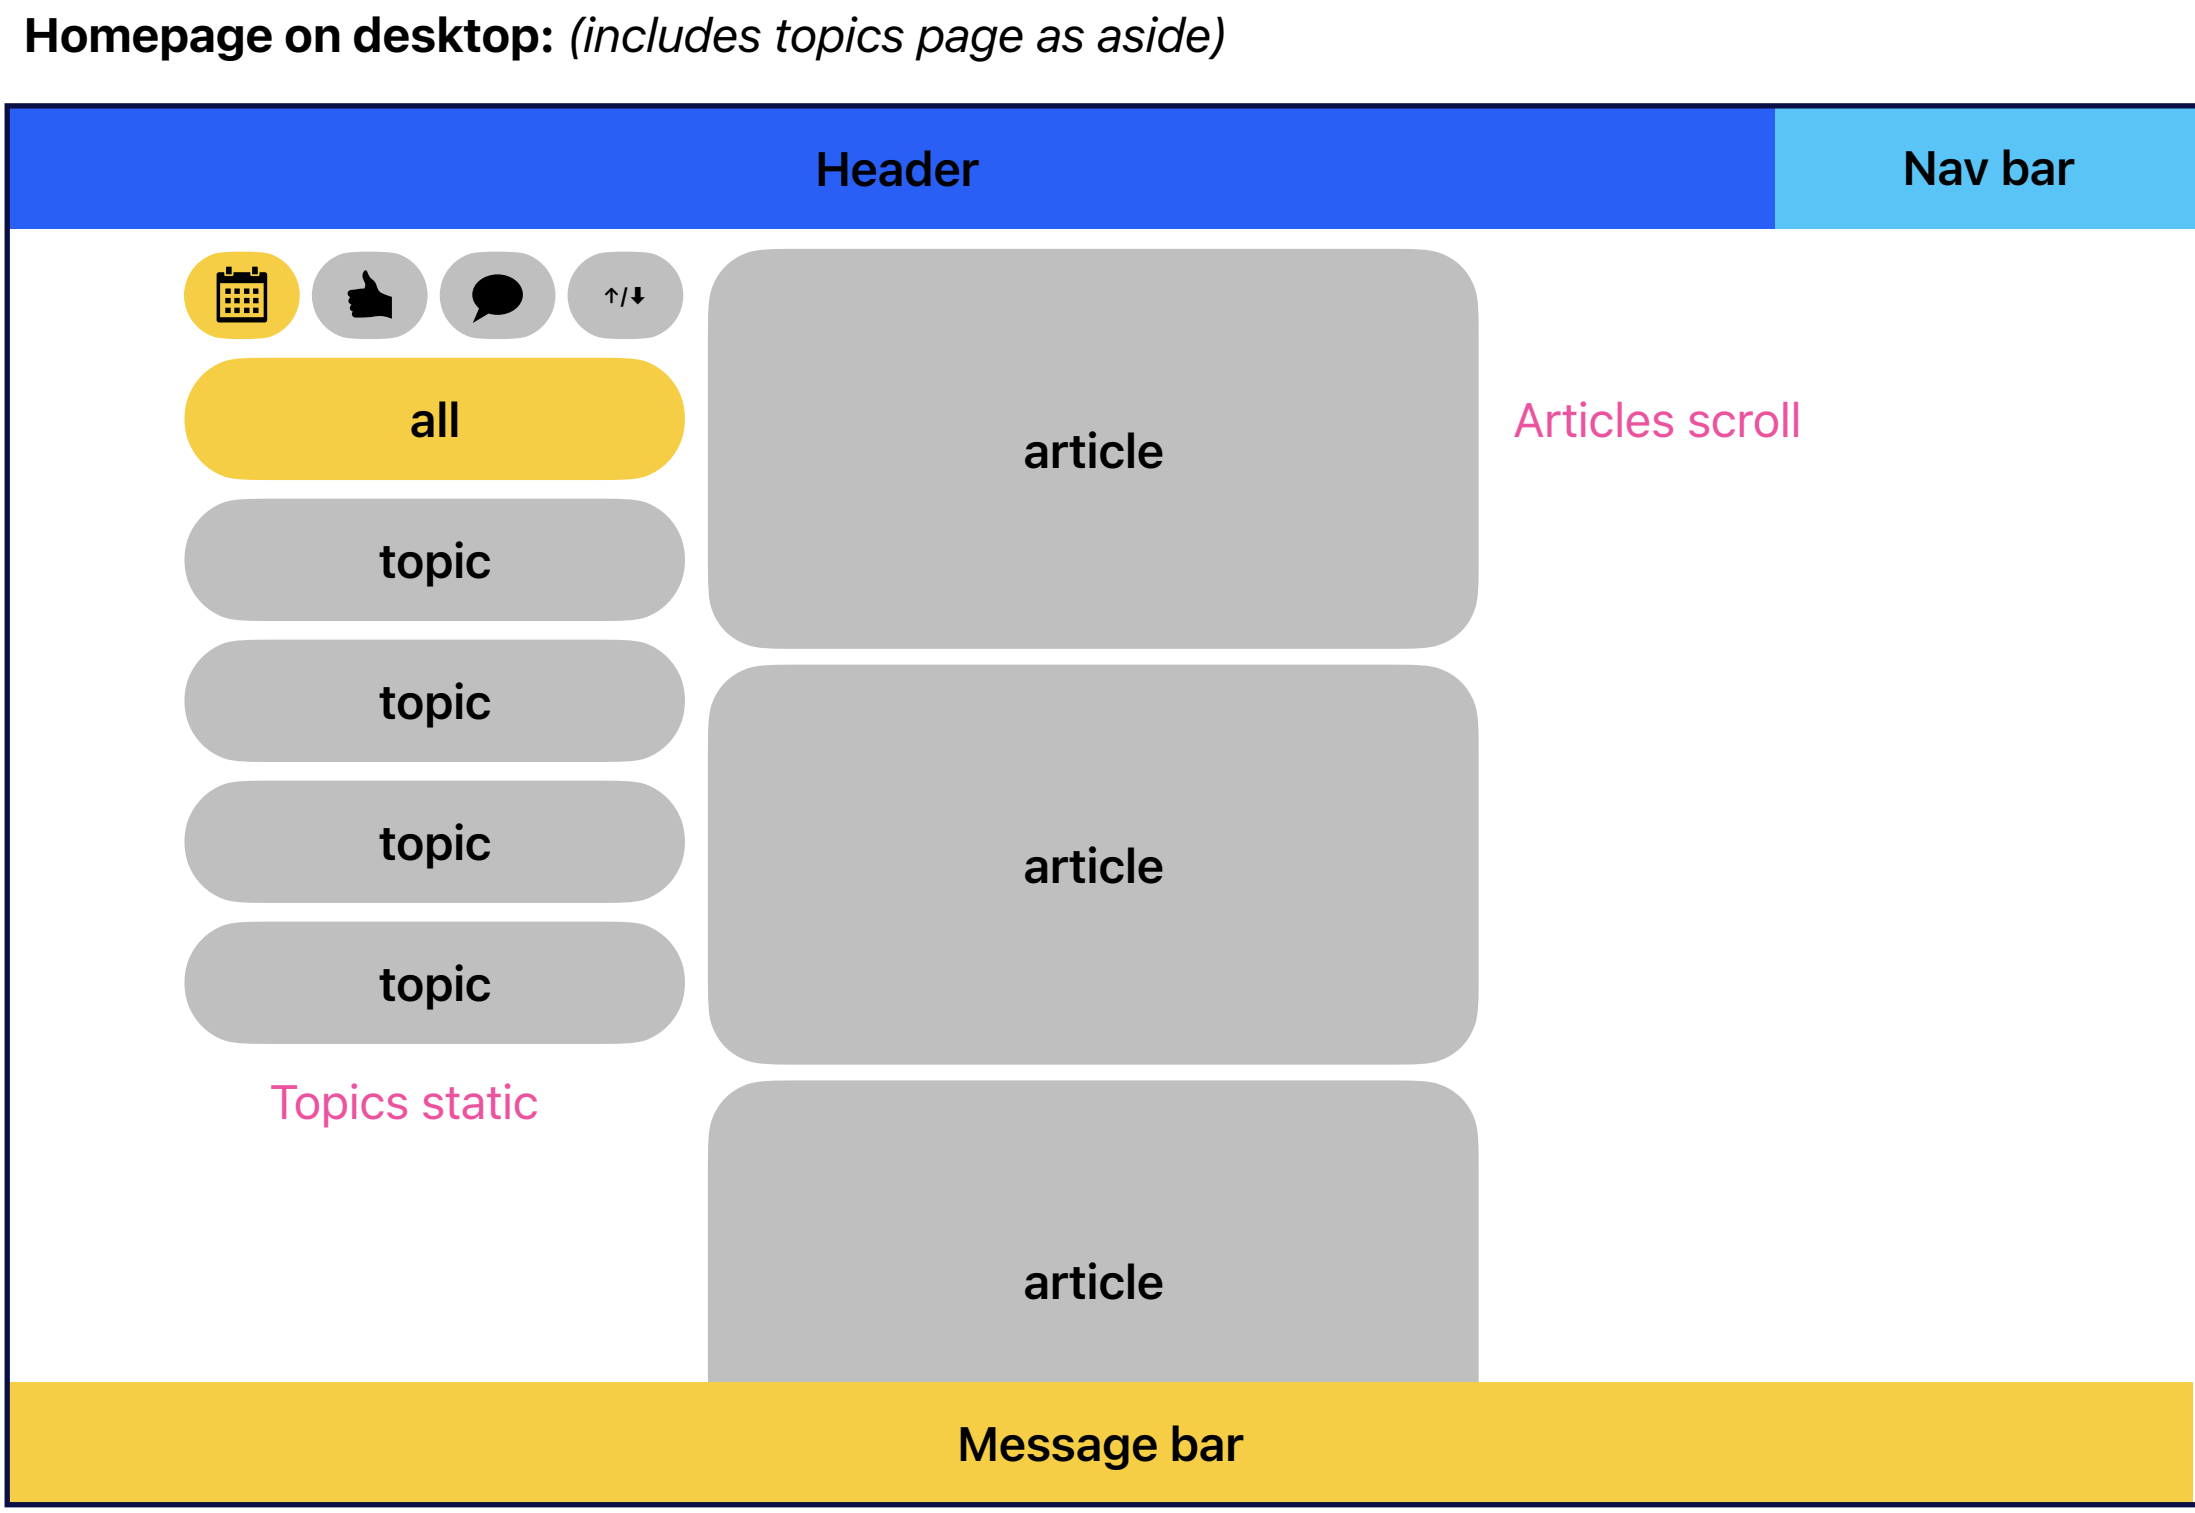 Homepage on desktop: (includes topics page as aside)
Header
Nav bar
↑/⬇
all
topic
topic
topic
topic
Topics static
article
article
article
Articles scroll
Message bar